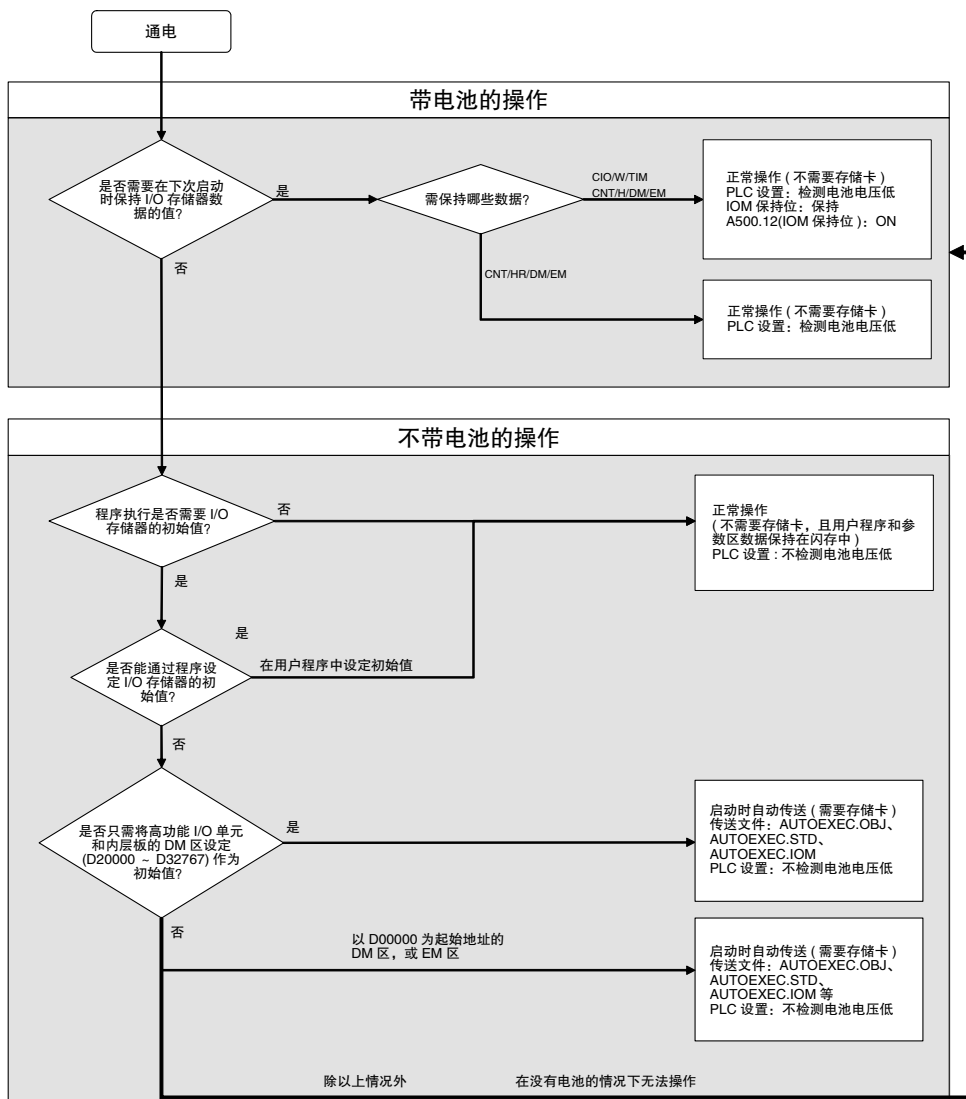 通电
带电池的操作
是否需要在下次启动
时保持 I/O 存储器数
据的值?
是
需保持哪些数据?
CIO/W/TIM
CNT/H/DM/EM
正常操作 ( 不需要存储卡 )
PLC 设置：检测电池电压低
IOM 保持位：保持
A500.12(IOM 保持位 )：ON
否
CNT/HR/DM/EM
正常操作 ( 不需要存储卡 )
PLC 设置：检测电池电压低
不带电池的操作
程序执行是否需要 I/O
存储器的初始值?
否
正常操作
( 不需要存储卡，且用户程序和参
数区数据保持在闪存中 )
PLC 设置 : 不检测电池电压低
是
是
是否能通过程序设
定 I/O 存储器的初
始值?
在用户程序中设定初始值
否
是否只需将高功能 I/O 单元
和内层板的 DM 区设定
(D20000 ~ D32767) 作为
初始值?
是
启动时自动传送 ( 需要存储卡 )
传送文件：AUTOEXEC.OBJ、
AUTOEXEC.STD、
AUTOEXEC.IOM
PLC 设置：不检测电池电压低
否
以 D00000 为起始地址的
DM 区，或 EM 区
启动时自动传送 ( 需要存储卡 )
传送文件：AUTOEXEC.OBJ、
AUTOEXEC.STD、
AUTOEXEC.IOM 等
PLC 设置：不检测电池电压低
除以上情况外
在没有电池的情况下无法操作